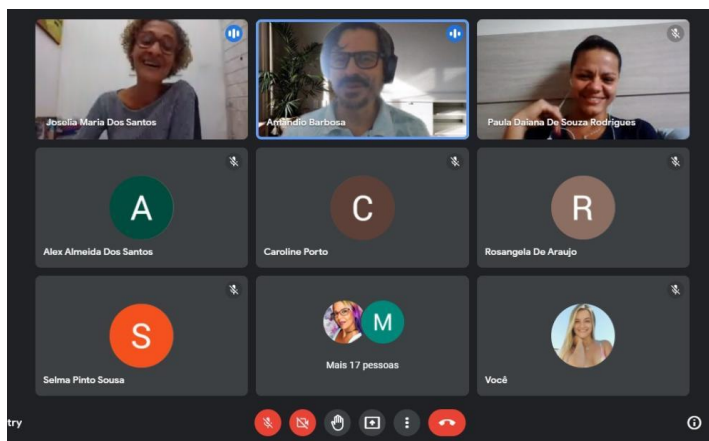 Joselia Maria Dos Santos
Amandio Barbosa
Paula Daiana De Souza Rodrigues
A
C
R
Alex Almeida Dos Santos
Caroline Porto
Rosangela De Araujo
S
M
Mais 17 pessoas
Selma Pinto Sousa
Você
try